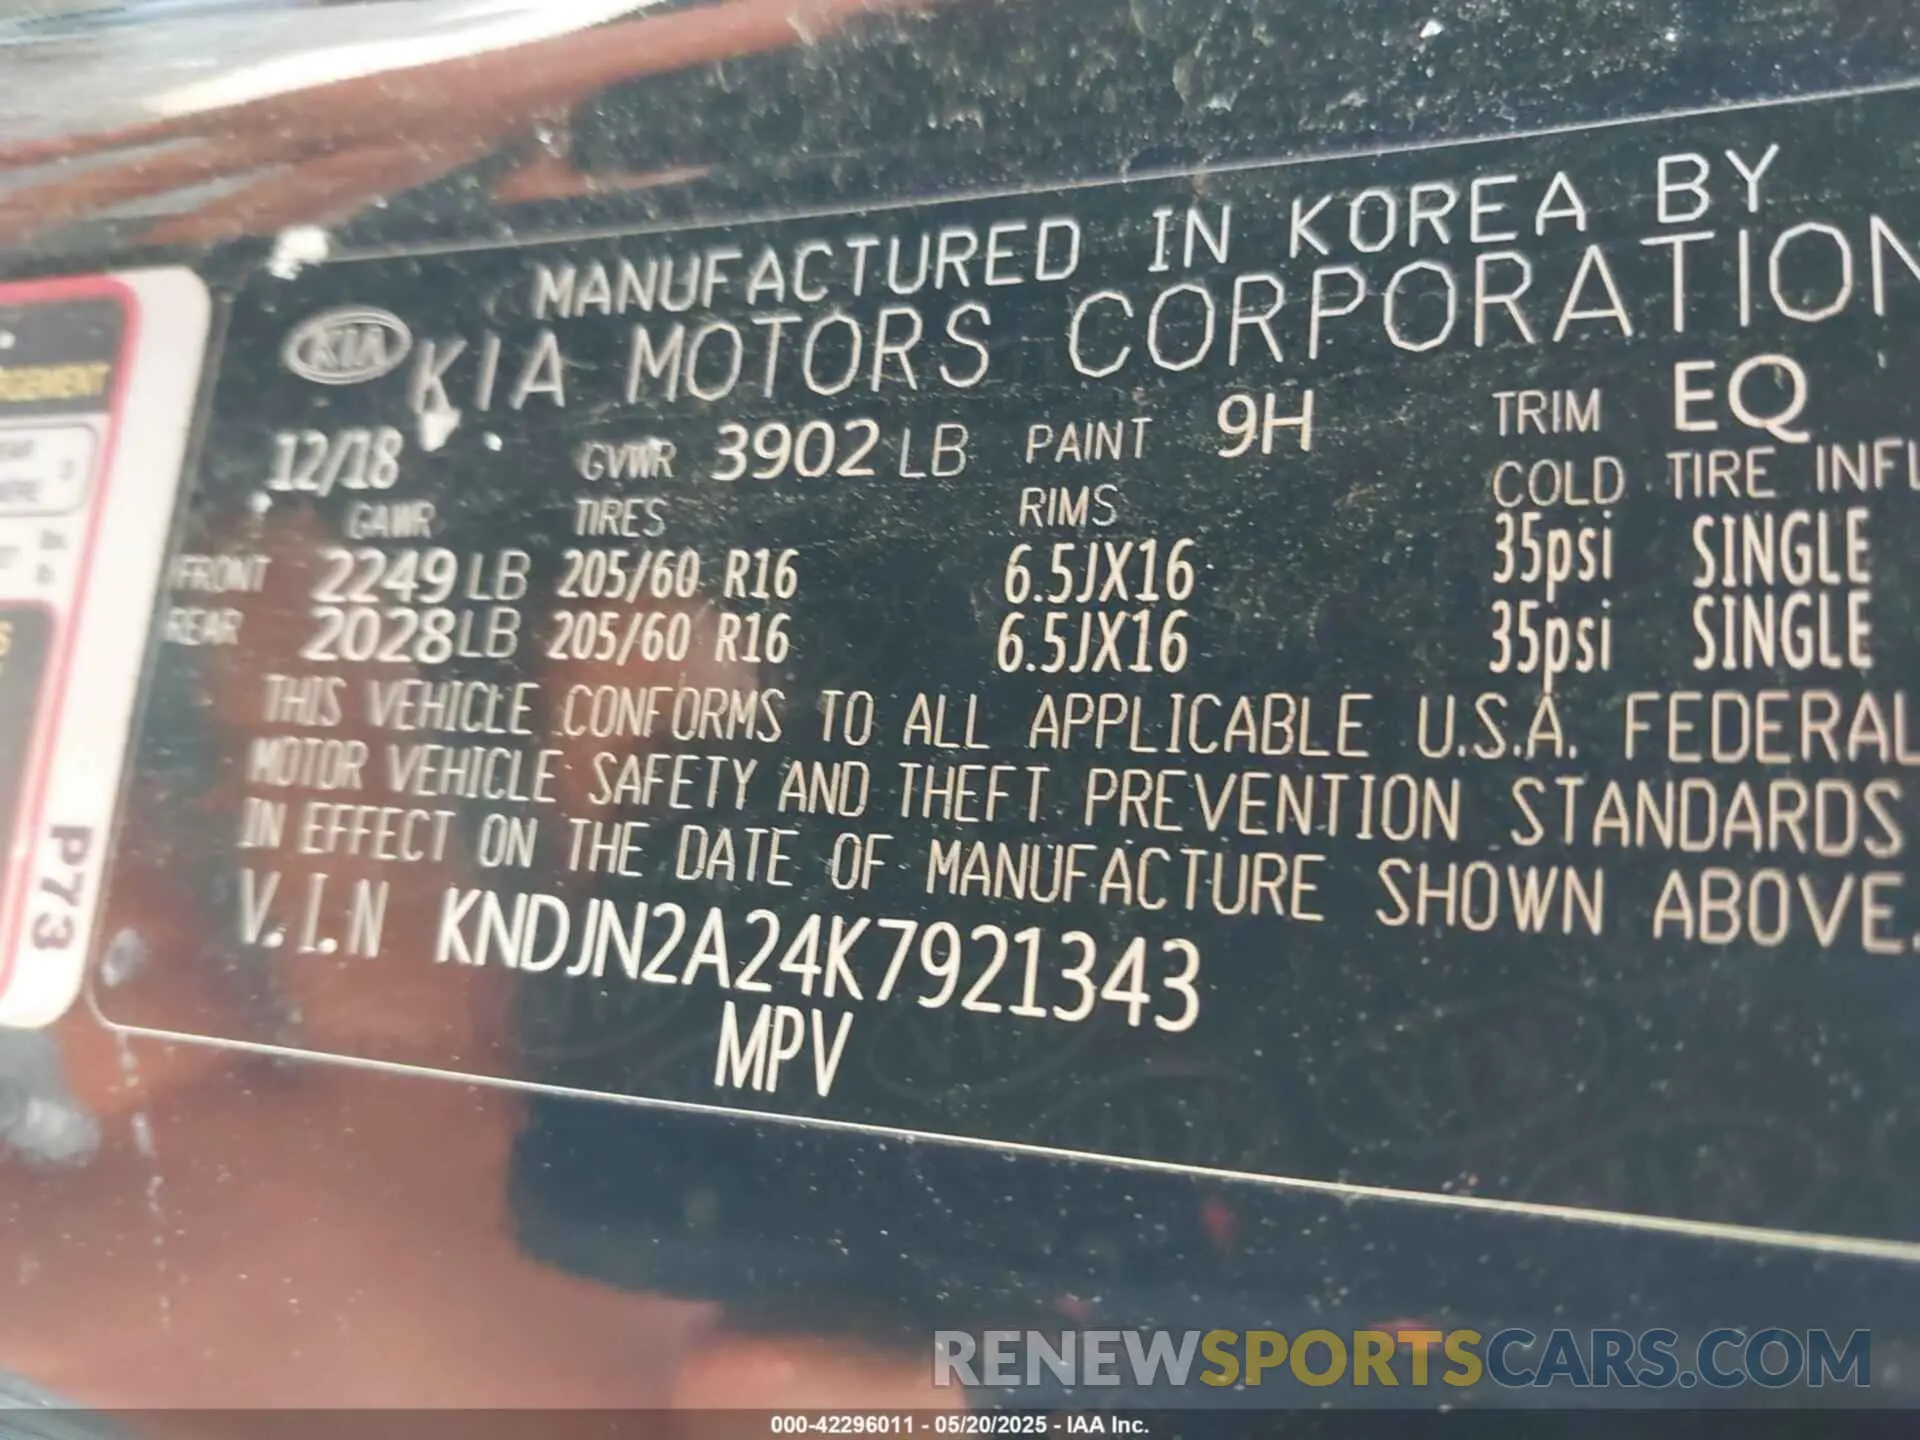 MANUFACTURED IN KOREA BY
KIA KIA MOTORS CORPORATION
12/18 GVWR 3902 LB PAINT 9H TRIM EQ
GAWR TIRES RIMS COLD TIRE INFL
FRONT 2249 LB 205/60 R16 6.5JX16 35psi SINGLE
REAR 2028 LB 205/60 R16 6.5JX16 35psi SINGLE
THIS VEHICLE CONFORMS TO ALL APPLICABLE U.S.A. FEDERAL
MOTOR VEHICLE SAFETY AND THEFT PREVENTION STANDARDS
IN EFFECT ON THE DATE OF MANUFACTURE SHOWN ABOVE.
V.I.N KNDJN2A24K7921343
MPV
P73
RENEWSPORTSCARS.COM
000-42296011 - 05/20/2025 - IAA Inc.